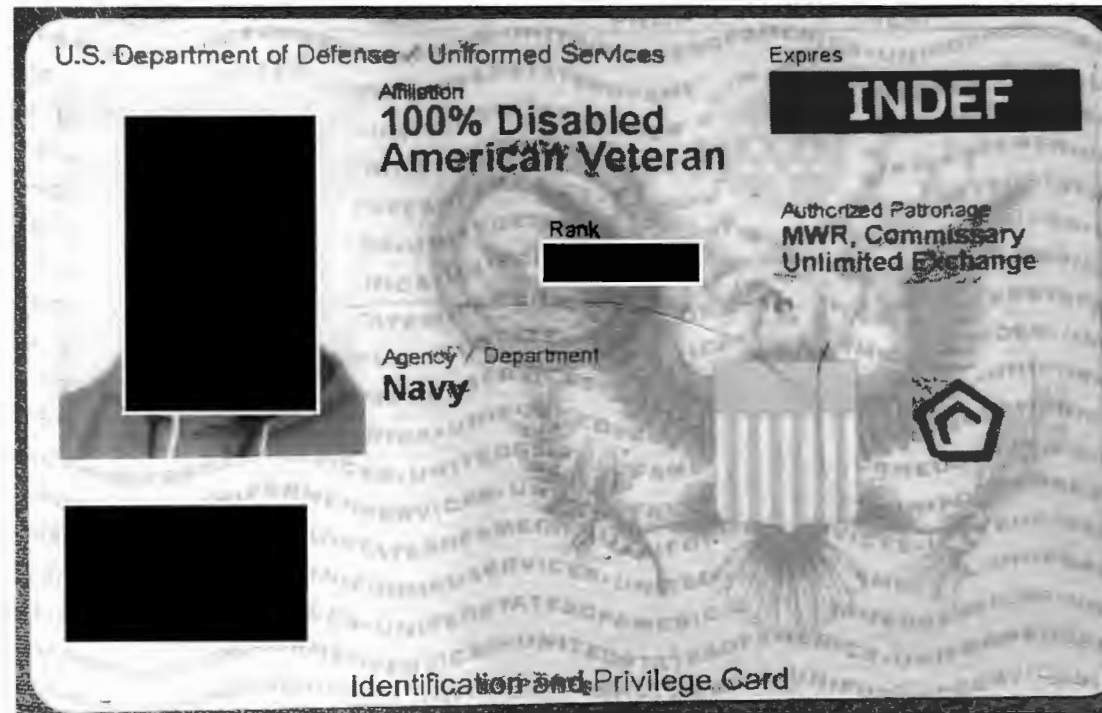 U.S. Department of Defense / Uniformed Services
Expires
INDEF
Affiliation
100% Disabled
American Veteran
Rank
Authorized Patronage
MWR, Commissary
Unlimited Exchange
Agency / Department
Navy
Identification and Privilege Card